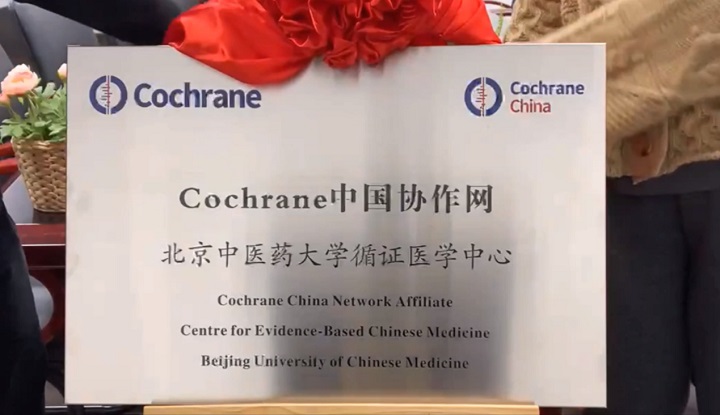 Cochrane
Cochrane
China
Cochrane中国协作网
北京中医药大学循证医学中心
Cochrane China Network Affiliate
Centre for Evidence-Based Chinese Medicine
Beijing University of Chinese Medicine